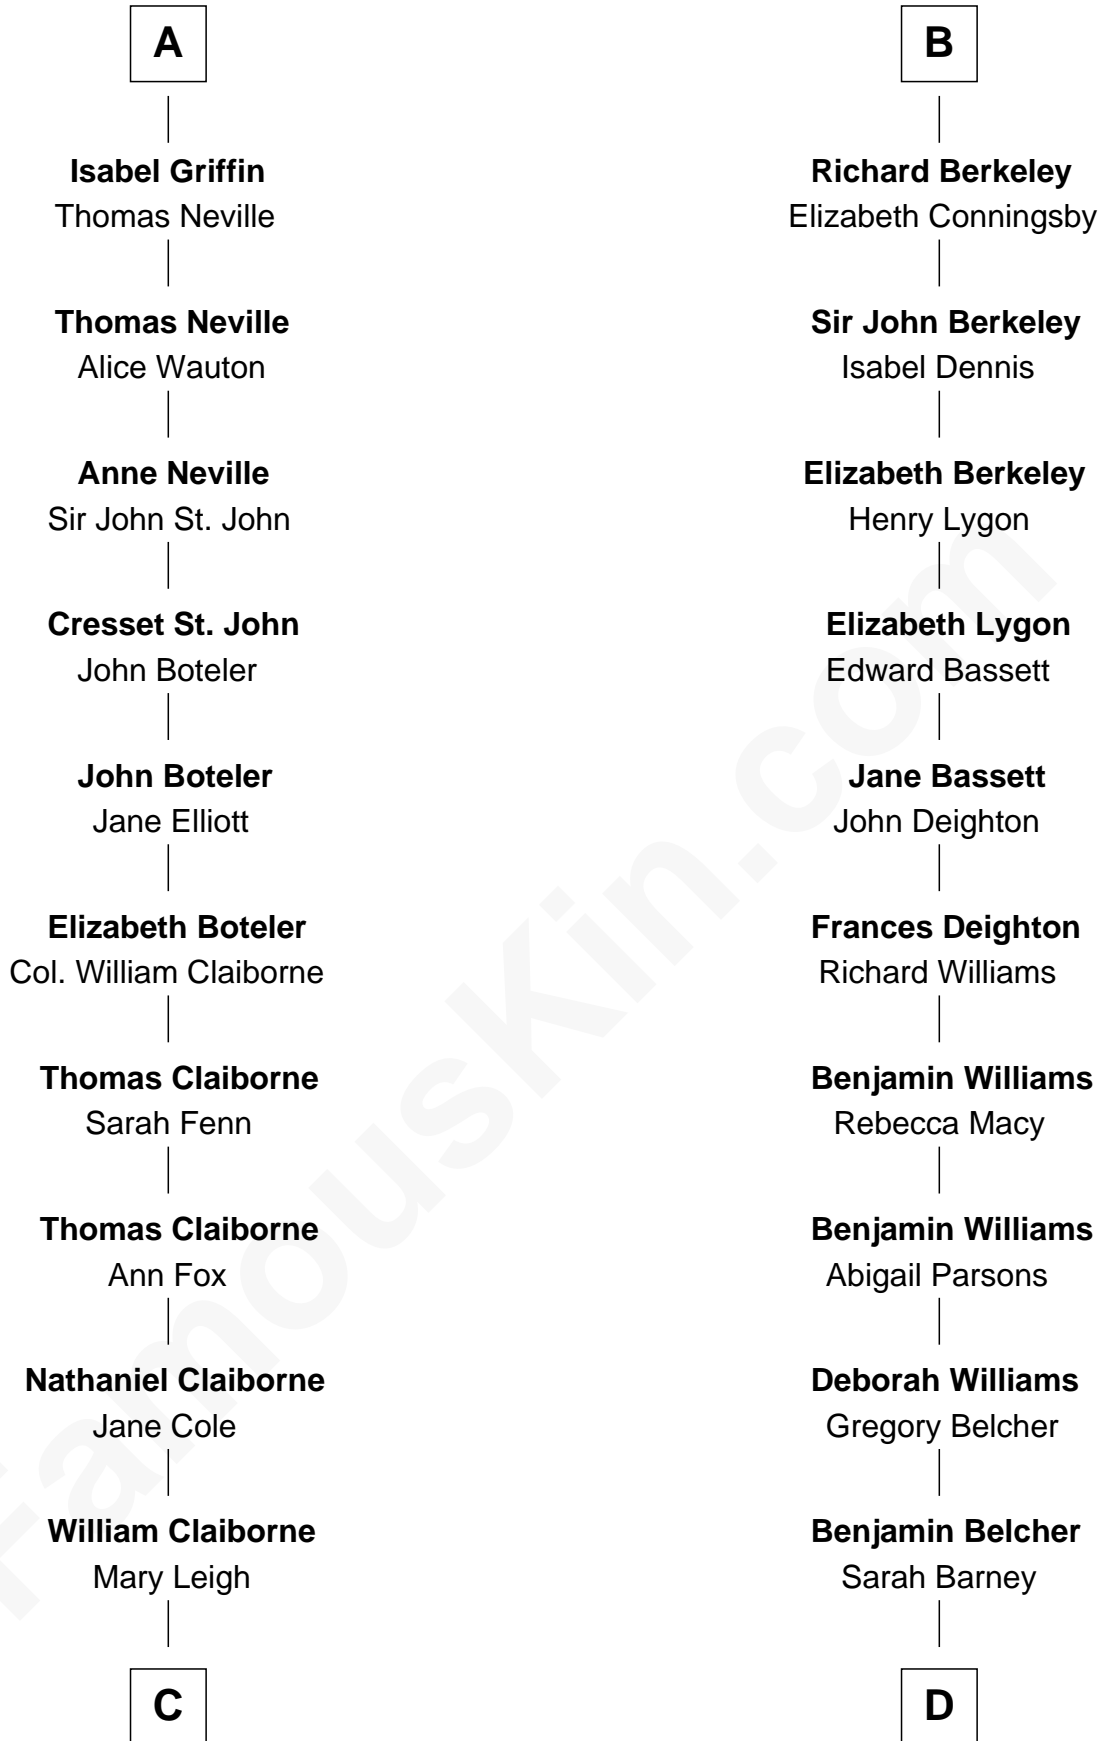 A
Isabel Griffin
Thomas Neville
Thomas Neville
Alice Wauton
Anne Neville
Sir John St. John
Cresset St. John
John Boteler
John Boteler
Jane Elliott
Elizabeth Boteler
Col. William Claiborne
Thomas Claiborne
Sarah Fenn
Thomas Claiborne
Ann Fox
Nathaniel Claiborne
Jane Cole
William Claiborne
Mary Leigh
C
B
Richard Berkeley
Elizabeth Conningsby
Sir John Berkeley
Isabel Dennis
Elizabeth Berkeley
Henry Lygon
Elizabeth Lygon
Edward Bassett
Jane Bassett
John Deighton
Frances Deighton
Richard Williams
Benjamin Williams
Rebecca Macy
Benjamin Williams
Abigail Parsons
Deborah Williams
Gregory Belcher
Benjamin Belcher
Sarah Barney
D
FamousKin.com